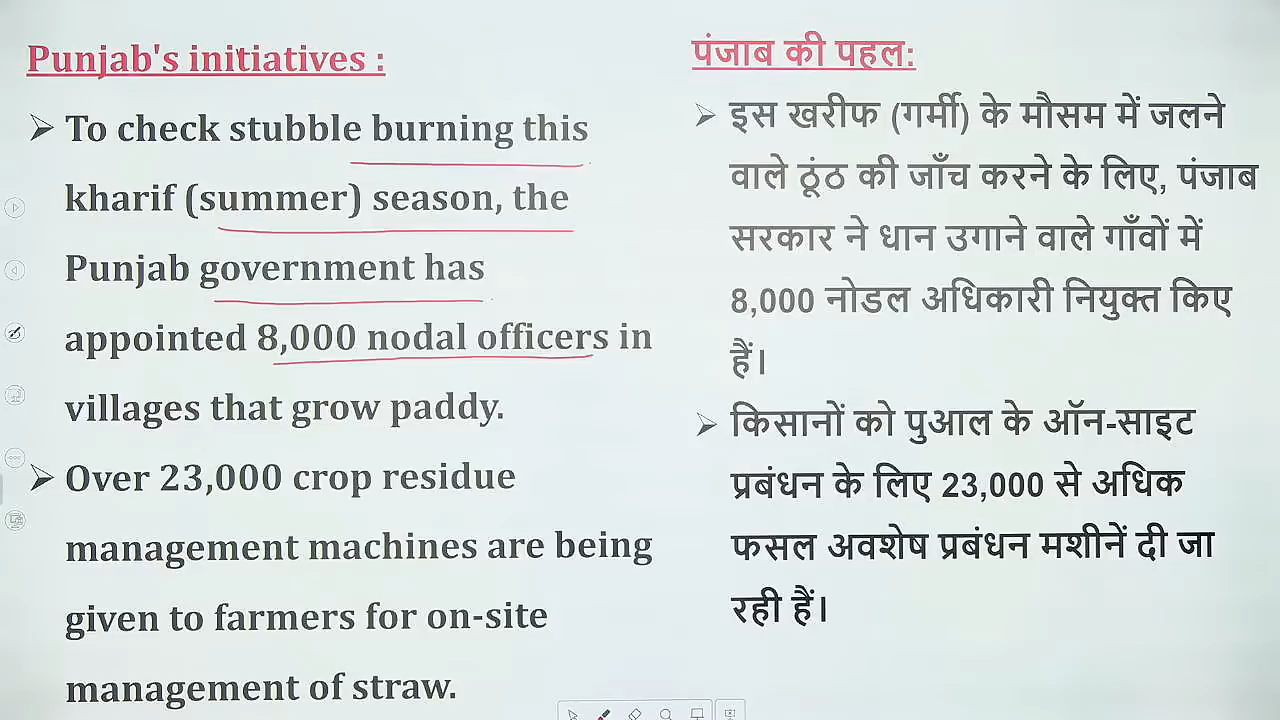 Punjab's initiatives :
To check stubble burning this
kharif (summer) season, the
Punjab government has
appointed 8,000 nodal officers in
villages that grow paddy.
Over 23,000 crop residue
management machines are being
given to farmers for on-site
management of straw.
पंजाब की पहल:
इस खरीफ (गर्मी) के मौसम में जलने
वाले ठूंठ की जाँच करने के लिए, पंजाब
सरकार ने धान उगाने वाले गाँवों में
8,000 नोडल अधिकारी नियुक्त किए
हैं।
किसानों को पुआल के ऑन-साइट
प्रबंधन के लिए 23,000 से अधिक
फसल अवशेष प्रबंधन मशीनें दी जा
रही हैं।